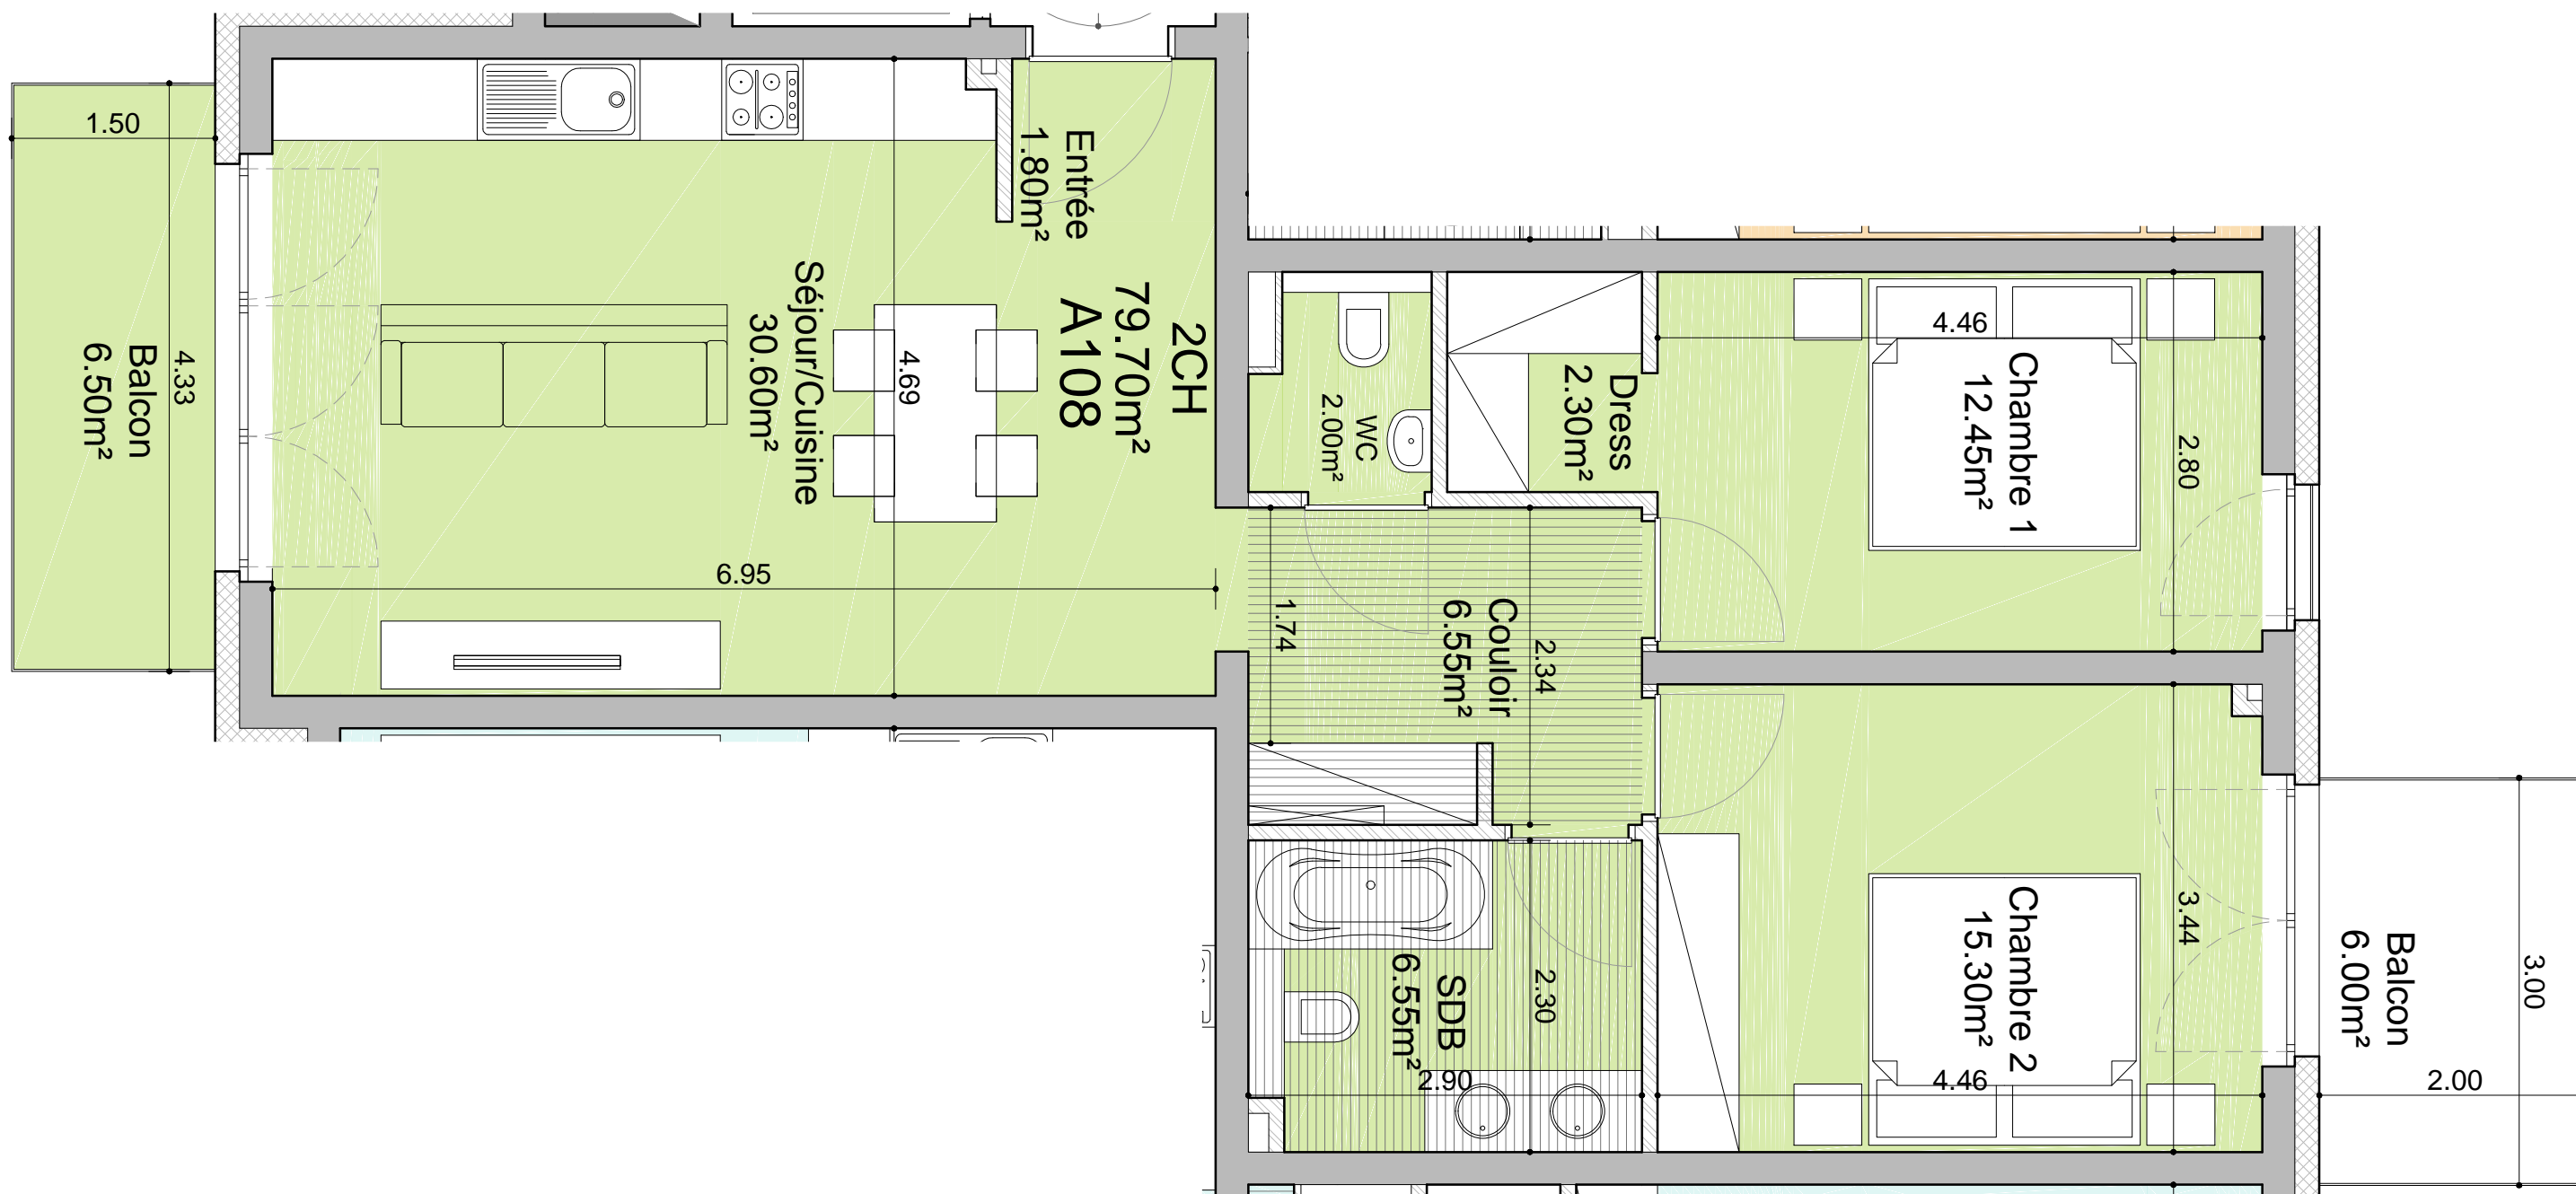 1.50
4.33
Balcon
6.50m²
Entrée
1.80m²
Séjour/Cuisine
30.60m²
4.69
6.95
2CH
79.70m²
A108
WC
2.00m²
Dress
2.30m²
4.46
Chambre 1
12.45m²
2.80
1.74
Couloir
6.55m²
2.34
SDB
6.55m²
2.30
2.90
Chambre 2
15.30m²
4.46
3.44
Balcon
6.00m²
3.00
2.00